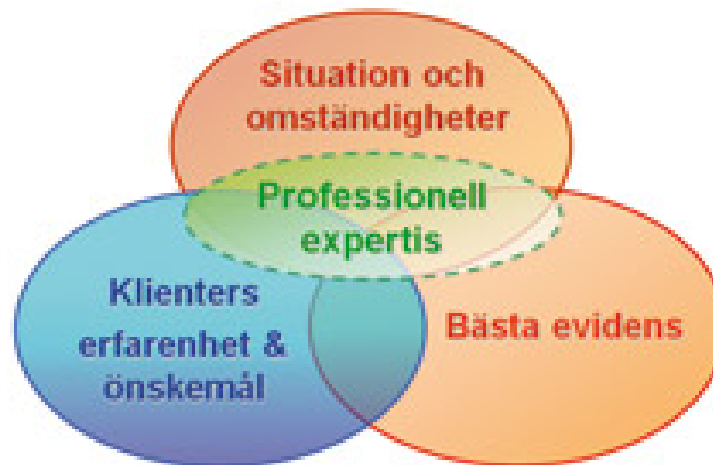 Situation och
omständigheter
Professionell
expertis
Klienters
erfarenhet &
önskemål
Bästa evidens